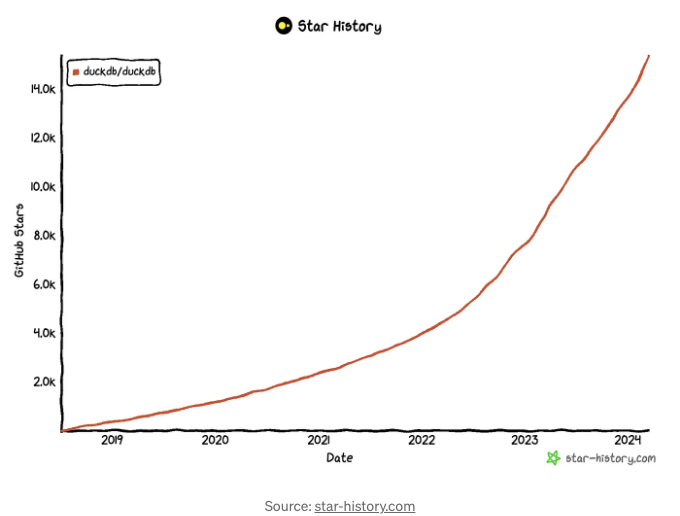 Star History
duckdb/duckdb
GitHub Stars
14.0k
12.0k
10.0k
8.0k
6.0k
4.0k
2.0k
2019 2020 2021 2022 2023 2024
Date
star-history.com
Source: star-history.com